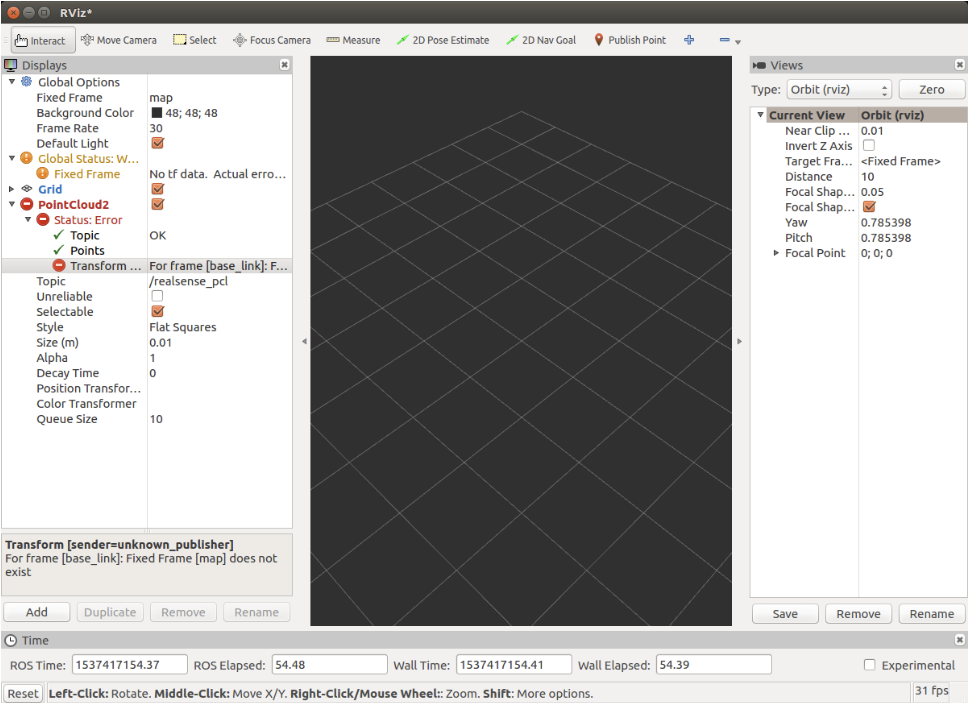 RViz*
Interact Move Camera Select Focus Camera Measure 2D Pose Estimate 2D Nav Goal Publish Point
Displays
Global Options
Fixed Frame map
Background Color 48; 48; 48
Frame Rate 30
Default Light
Global Status: W...
Fixed Frame No tf data. Actual erro...
Grid
PointCloud2
Status: Error
Topic OK
Points
Transform ... For frame [base_link]: F...
Topic /realsense_pcl
Unreliable
Selectable
Style Flat Squares
Size (m) 0.01
Alpha 1
Decay Time 0
Position Transfor...
Color Transformer
Queue Size 10
Transform [sender=unknown_publisher]
For frame [base_link]: Fixed Frame [map] does not
exist
Add Duplicate Remove Rename
Views
Type: Orbit (rviz) Zero
Current View Orbit (rviz)
Near Clip ... 0.01
Invert Z Axis
Target Fra... <Fixed Frame>
Distance 10
Focal Shap... 0.05
Focal Shap...
Yaw 0.785398
Pitch 0.785398
Focal Point 0; 0; 0
Save Remove Rename
Time
ROS Time: 1537417154.37 ROS Elapsed: 54.48 Wall Time: 1537417154.41 Wall Elapsed: 54.39 Experimental
Reset Left-Click: Rotate. Middle-Click: Move X/Y. Right-Click/Mouse Wheel:: Zoom. Shift: More options. 31 fps